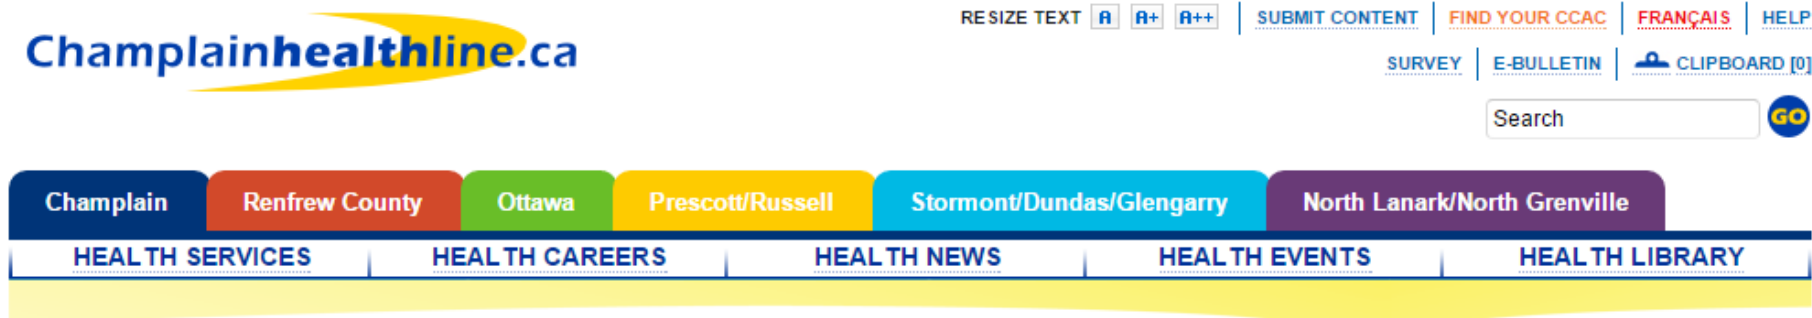 RESIZE TEXT A A+ A++ SUBMIT CONTENT FIND YOUR CCAC FRANÇAIS HELP
Champlainhealthline.ca
SURVEY E-BULLETIN CLIPBOARD [0]
Search GO
Champlain Renfrew County Ottawa Prescott/Russell Stormont/Dundas/Glengarry North Lanark/North Grenville
HEALTH SERVICES HEALTH CAREERS HEALTH NEWS HEALTH EVENTS HEALTH LIBRARY